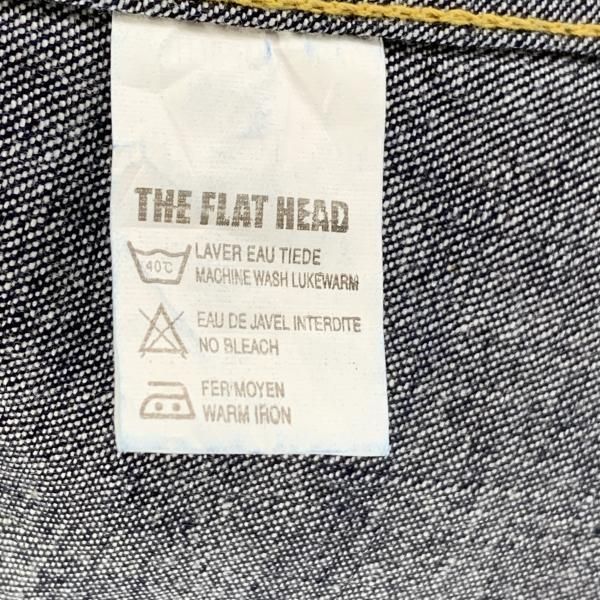 THE FLAT HEAD
40°C
LAVER EAU TIEDE
MACHINE WASH LUKEWARM
EAU DE JAVEL INTERDITE
NO BLEACH
FER MOYEN
WARM IRON